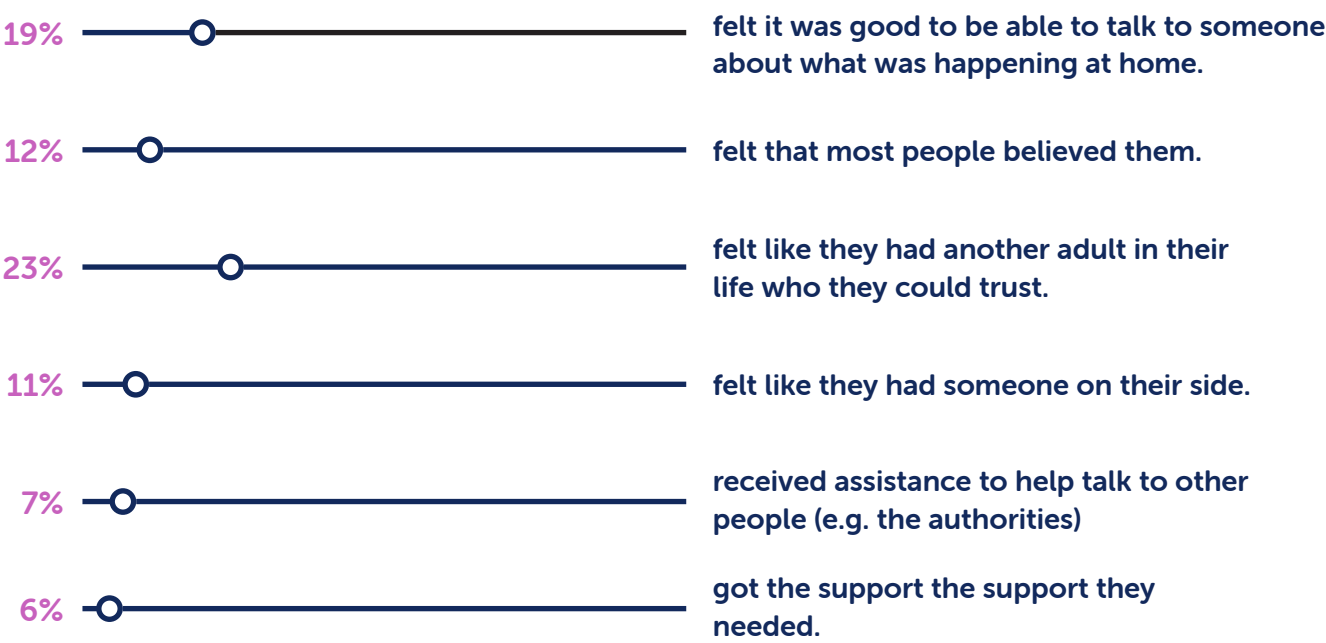 19% felt it was good to be able to talk to someone
about what was happening at home.
12% felt that most people believed them.
23% felt like they had another adult in their
life who they could trust.
11% felt like they had someone on their side.
7% received assistance to help talk to other
people (e.g. the authorities)
6% got the support the support they
needed.